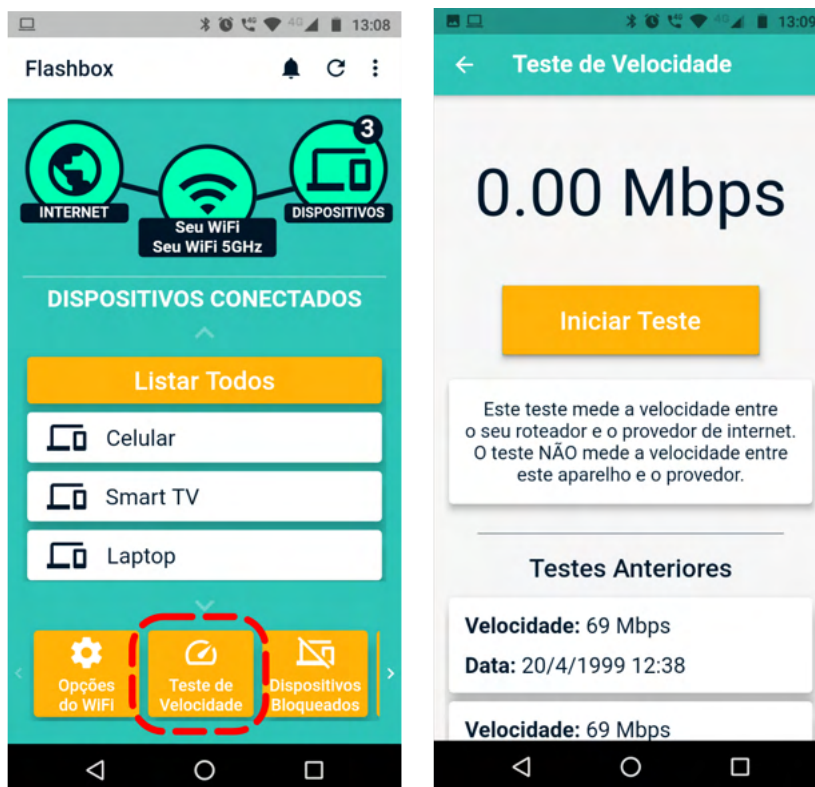 13:08
Flashbox
3
INTERNET
DISPOSITIVOS
Seu WiFi
Seu WiFi 5GHz
DISPOSITIVOS CONECTADOS
Listar Todos
Celular
Smart TV
Laptop
Opções
do WiFi
Teste de
Velocidade
Dispositivos
Bloqueados
13:09
Teste de Velocidade
0.00 Mbps
Iniciar Teste
Este teste mede a velocidade entre
o seu roteador e o provedor de internet.
O teste NÃO mede a velocidade entre
este aparelho e o provedor.
Testes Anteriores
Velocidade: 69 Mbps
Data: 20/4/1999 12:38
Velocidade: 69 Mbps